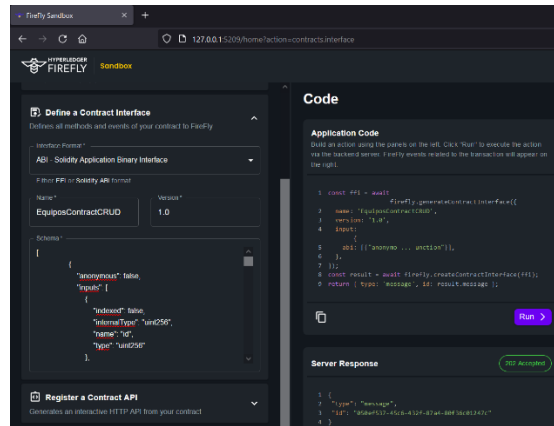 FireFly Sandbox
127.0.0.1:5209/home?action=contracts.interface
HYPERLEDGER
FIREFLY
Sandbox
Define a Contract Interface
Defines all methods and events of your contract to FireFly
Interface Format*
ABI - Solidity Application Binary Interface
Either FFI or Solidity ABI format
Name*
Version*
EquiposContractCRUD
1.0
Schema*
[
{
"anonymous": false,
"inputs": [
{
"indexed": false,
"internalType": "uint256",
"name": "id",
"type": "uint256"
},
Register a Contract API
Generates an interactive HTTP API from your contract
Code
Application Code
Build an action using the panels on the left. Click "Run" to execute the action
via the backend server. FireFly events related to the transaction will appear on
the right.
1 const ffi = await
firefly.generateContractInterface({
2 name: 'EquiposContractCRUD',
3 version: '1.0',
4 input:
{
5 abi: [["anonymo ... unction"]],
6 },
7 });
8 const result = await firefly.createContractInterface(ffi);
9 return { type: 'message', id: result.message };
Run >
Server Response
202 Accepted
1 {
2 "type": "message",
3 "id":
4 }